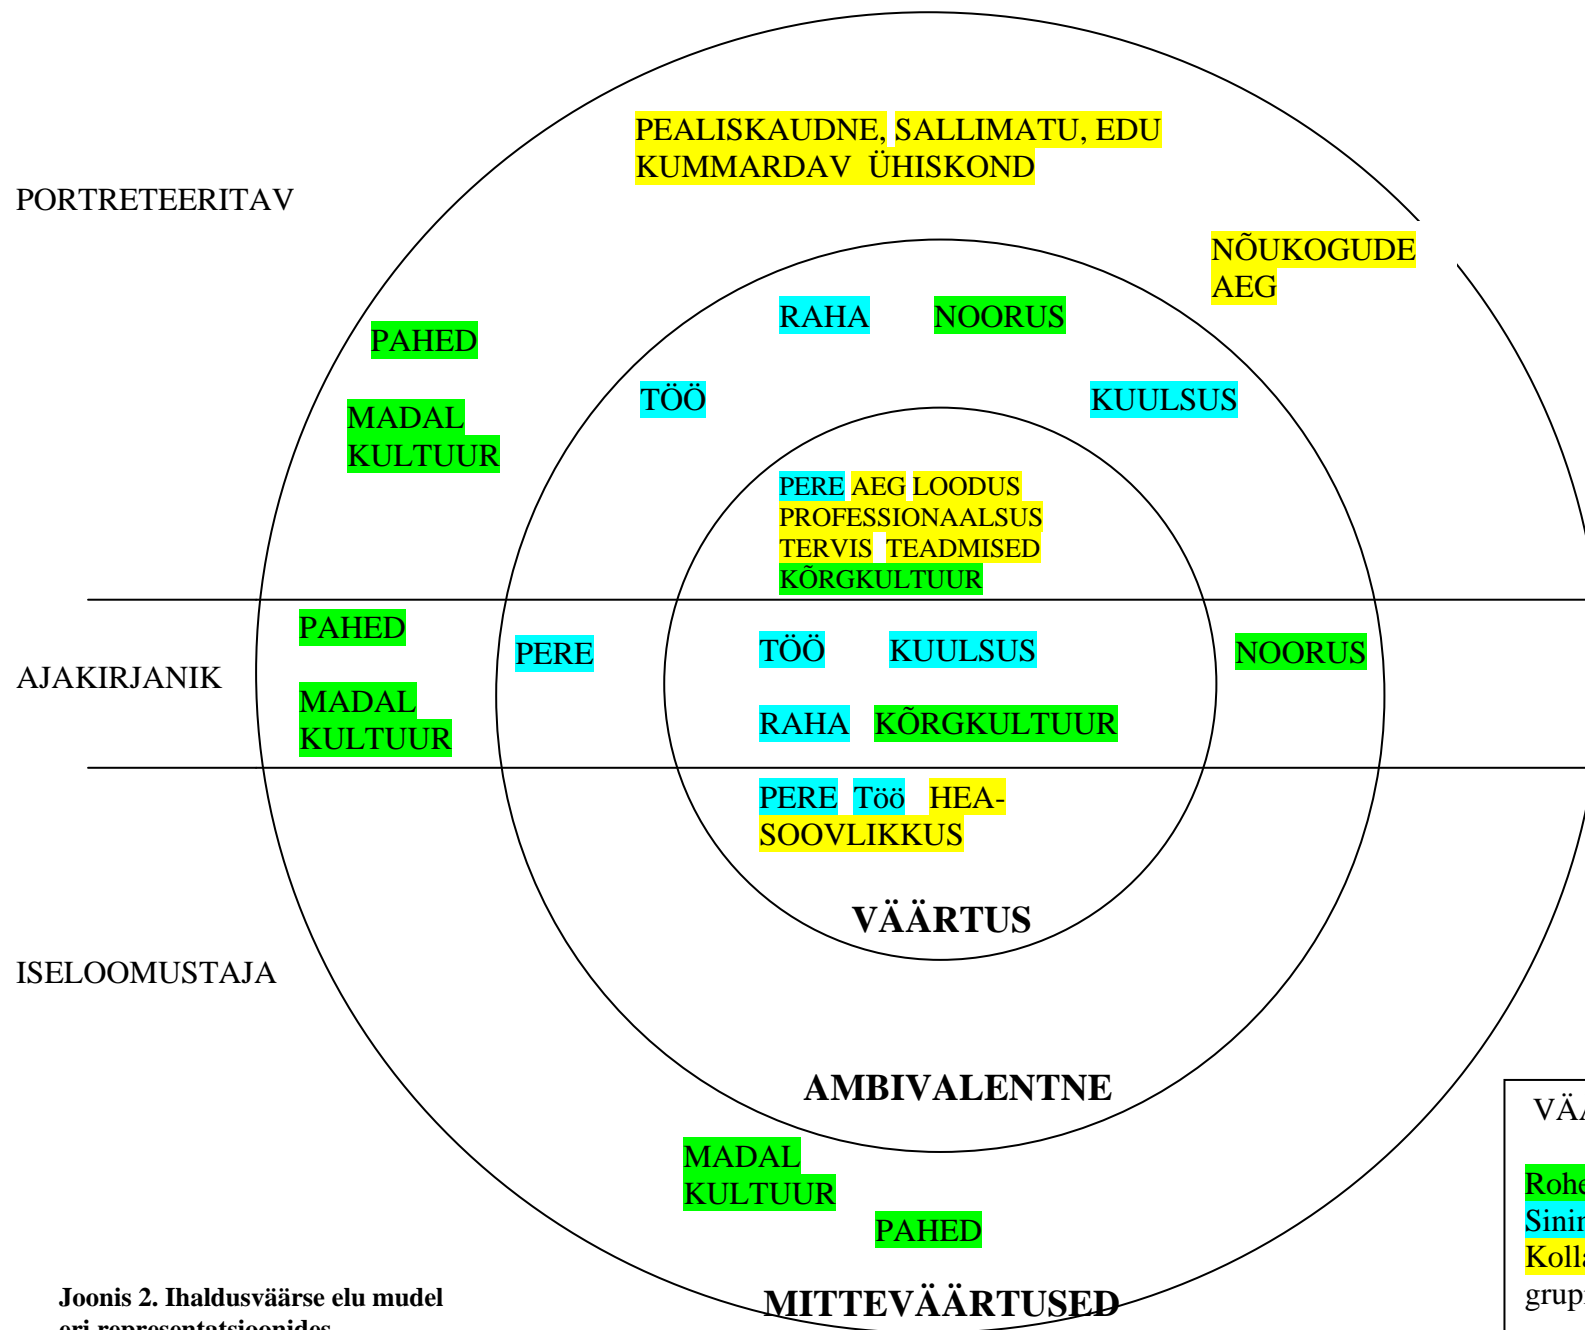 PEALISKAUDNE, SALLIMATU, EDU
KUMMARDAV ÜHISKOND
PORTRETEERITAV
NÕUKOGUDE
AEG
RAHA NOORUS
PAHED
TÖÖ KUULSUS
MADAL
KULTUUR
PERE AEG LOODUS
PROFESSIONAALSUS
TERVIS TEADMISED
KÕRGKULTUUR
PAHED
PERE TÖÖ KUULSUS NOORUS
AJAKIRJANIK
MADAL
KULTUUR
RAHA KÕRGKULTUUR
PERE Töö HEA-
SOOVLIKKUS
VÄÄRTUS
ISELOOMUSTAJA
AMBIVALENTNE
MADAL
KULTUUR
PAHED
MITTEVÄÄRTUSED
Joonis 2. Ihaldusväärse elu mudel
eri representatsioonides